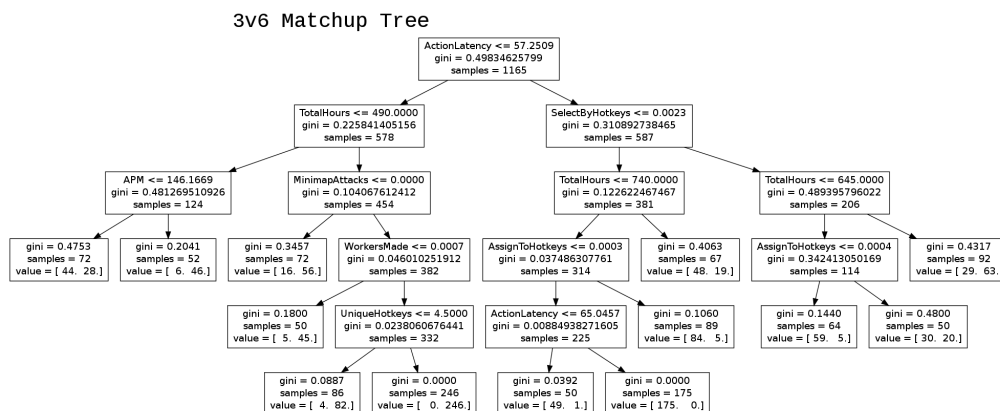 3v6 Matchup Tree
ActionLatency <= 57.2509
gini = 0.49834625799
samples = 1165
TotalHours <= 490.0000
gini = 0.225841405156
samples = 578
SelectByHotkeys <= 0.0023
gini = 0.310892738465
samples = 587
APM <= 146.1669
gini = 0.481269510926
samples = 124
MinimapAttacks <= 0.0000
gini = 0.104067612412
samples = 454
TotalHours <= 740.0000
gini = 0.122622467467
samples = 381
TotalHours <= 645.0000
gini = 0.489395796022
samples = 206
gini = 0.4753
samples = 72
value = [ 44. 28.]
gini = 0.2041
samples = 52
value = [ 6. 46.]
gini = 0.3457
samples = 72
value = [ 16. 56.]
WorkersMade <= 0.0007
gini = 0.046010251912
samples = 382
AssignToHotkeys <= 0.0003
gini = 0.037486307761
samples = 314
gini = 0.4063
samples = 67
value = [ 48. 19.]
AssignToHotkeys <= 0.0004
gini = 0.342413050169
samples = 114
gini = 0.4317
samples = 92
value = [ 29. 63.
gini = 0.1800
samples = 50
value = [ 5. 45.]
UniqueHotkeys <= 4.5000
gini = 0.0238060676441
samples = 332
ActionLatency <= 65.0457
gini = 0.00884938271605
samples = 225
gini = 0.1060
samples = 89
value = [ 84. 5.]
gini = 0.1440
samples = 64
value = [ 59. 5.]
gini = 0.4800
samples = 50
value = [ 30. 20.]
gini = 0.0887
samples = 86
value = [ 4. 82.]
gini = 0.0000
samples = 246
value = [ 0. 246.]
gini = 0.0392
samples = 50
value = [ 49. 1.]
gini = 0.0000
samples = 175
value = [ 175. 0.]